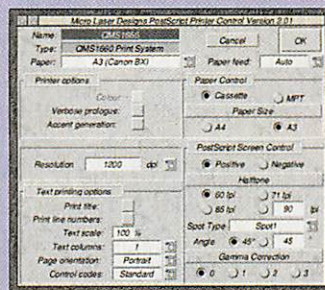 Micro Laser Designs PostScript Printer Control Version 2.01
Name: QMS1660
Type: QMS1660 Print System
Cancel OK
Paper: A3 (Canon BX) Paper feed: Auto
Printer options
Colour
Verbose prologue:
Accent generation:
Paper Control
Cassette MPT
Paper Size
A4 A3
Resolution 1200 dpi
PostScript Screen Control
Positive Negative
Halftone
60 lpi 71 lpi
85 lpi 90 lpi
Spot Type Spot1
Angle 45° 45 °
Text printing options
Print title:
Print line numbers:
Text scale: 100 %
Text columns: 1
Page orientation: Portrait
Control codes: Standard
Gamma Correction
0 1 2 3